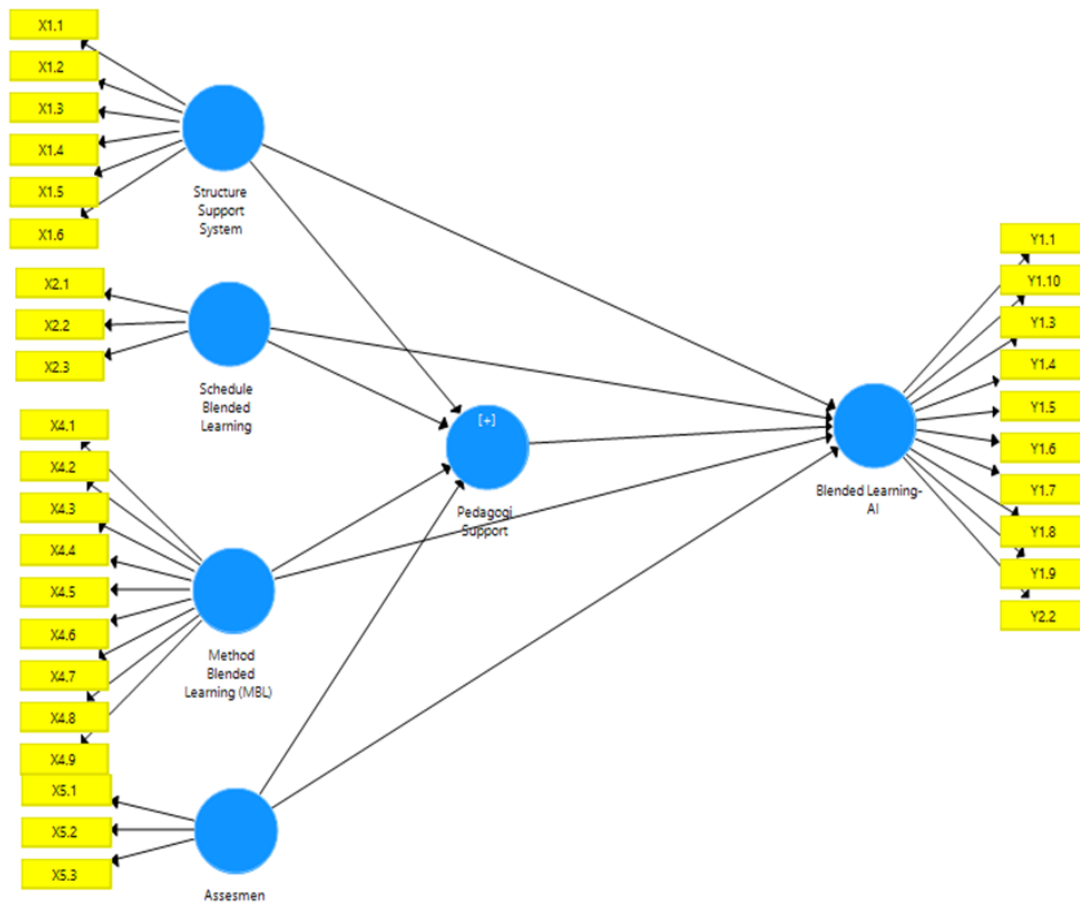 X1.1
X1.2
X1.3
X1.4
X1.5
X1.6
Structure
Support
System
X2.1
X2.2
X2.3
Schedule
Blended
Learning
X4.1
X4.2
X4.3
X4.4
X4.5
X4.6
X4.7
X4.8
X4.9
Method
Blended
Learning (MBL)
X5.1
X5.2
X5.3
Assesmen
[+]
Pedagogi
Support
Blended Learning-
AI
Y1.1
Y1.10
Y1.3
Y1.4
Y1.5
Y1.6
Y1.7
Y1.8
Y1.9
Y2.2